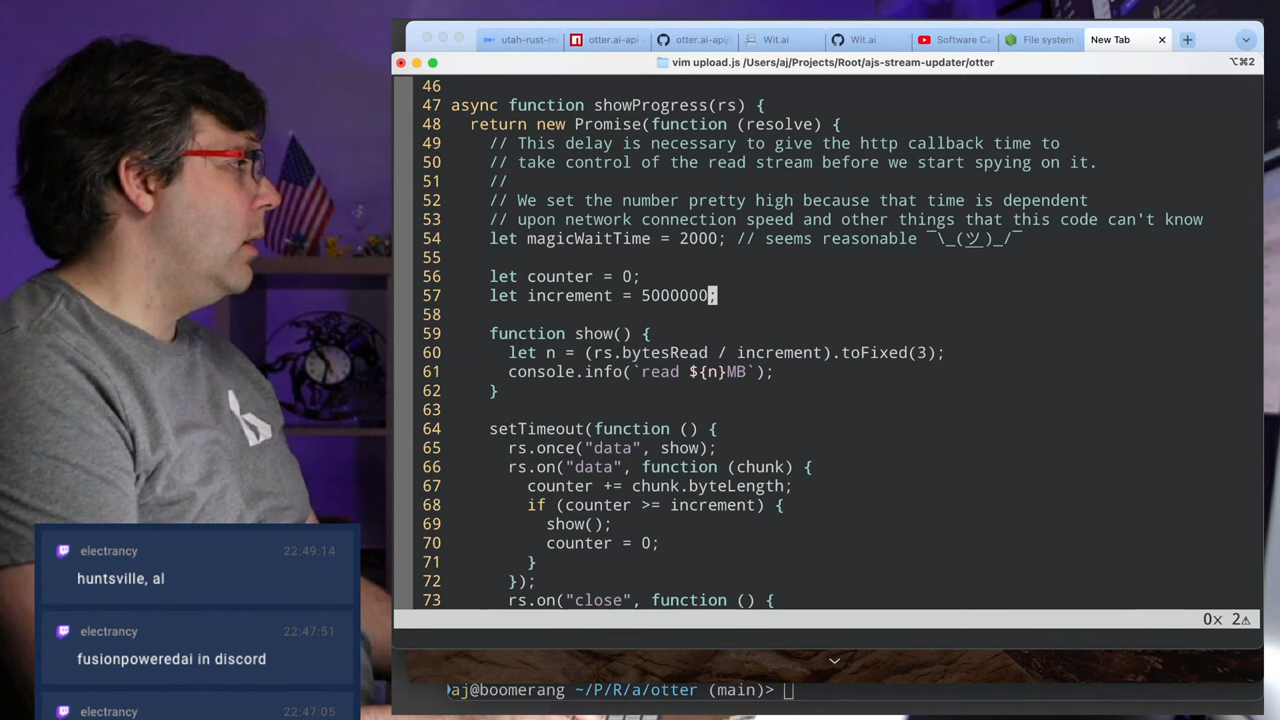 utah-rust-m
otter.ai-api
otter.ai-api/
Wit.ai
Wit.ai
Software Ca
File system
New Tab
vim upload.js /Users/aj/Projects/Root/ajs-stream-updater/otter
⌥⌘2
46
47 async function showProgress(rs) {
48 return new Promise(function (resolve) {
49 // This delay is necessary to give the http callback time to
50 // take control of the read stream before we start spying on it.
51 //
52 // We set the number pretty high because that time is dependent
53 // upon network connection speed and other things that this code can't know
54 let magicWaitTime = 2000; // seems reasonable ¯\_(ツ)_/¯
55
56 let counter = 0;
57 let increment = 5000000;
58
59 function show() {
60 let n = (rs.bytesRead / increment).toFixed(3);
61 console.info(`read ${n}MB`);
62 }
63
64 setTimeout(function () {
65 rs.once("data", show);
66 rs.on("data", function (chunk) {
67 counter += chunk.byteLength;
68 if (counter >= increment) {
69 show();
70 counter = 0;
71 }
72 });
73 rs.on("close", function () {
0× 2⚠
aj@boomerang ~/P/R/a/otter (main)>
electrancy 22:49:14
huntsville, al
electrancy 22:47:51
fusionpoweredai in discord
electrancy 22:47:05